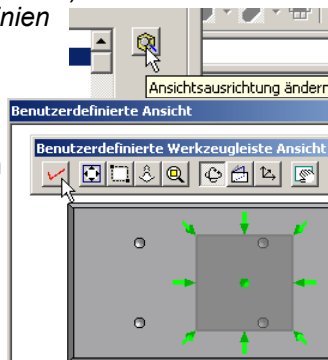 inien
Ansichtsausrichtung ändern
Benutzerdefinierte Ansicht
Benutzerdefinierte Werkzeugleiste Ansicht